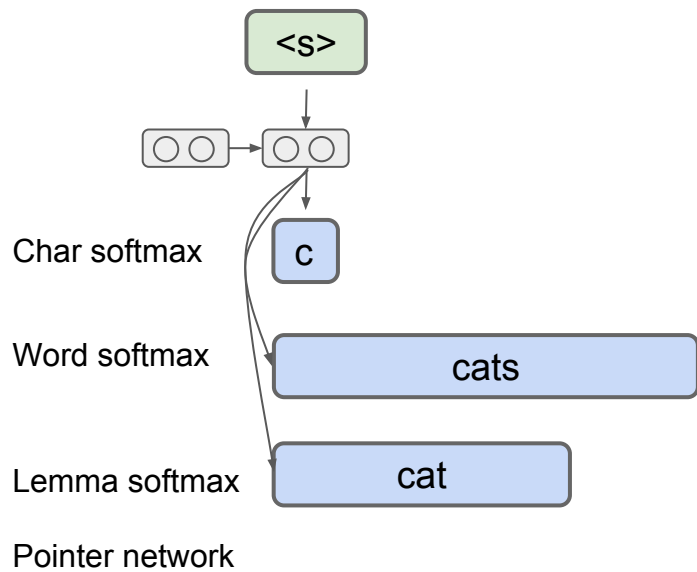 <s>
Char softmax
c
Word softmax
cats
Lemma softmax
cat
Pointer network